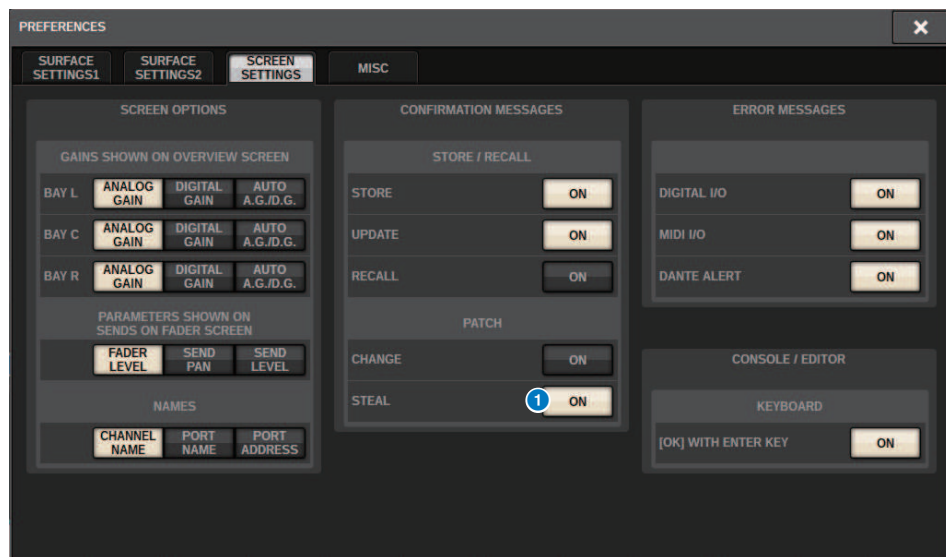 PREFERENCES
SURFACE
SETTINGS1
SURFACE
SETTINGS2
SCREEN
SETTINGS
MISC
SCREEN OPTIONS
GAINS SHOWN ON OVERVIEW SCREEN
BAY L
ANALOG
GAIN
DIGITAL
GAIN
AUTO
A.G./D.G.
BAY C
ANALOG
GAIN
DIGITAL
GAIN
AUTO
A.G./D.G.
BAY R
ANALOG
GAIN
DIGITAL
GAIN
AUTO
A.G./D.G.
PARAMETERS SHOWN ON
SENDS ON FADER SCREEN
FADER
LEVEL
SEND
PAN
SEND
LEVEL
NAMES
CHANNEL
NAME
PORT
NAME
PORT
ADDRESS
CONFIRMATION MESSAGES
STORE / RECALL
STORE
ON
UPDATE
ON
RECALL
ON
PATCH
CHANGE
ON
STEAL
1
ON
ERROR MESSAGES
DIGITAL I/O
ON
MIDI I/O
ON
DANTE ALERT
ON
CONSOLE / EDITOR
KEYBOARD
[OK] WITH ENTER KEY
ON